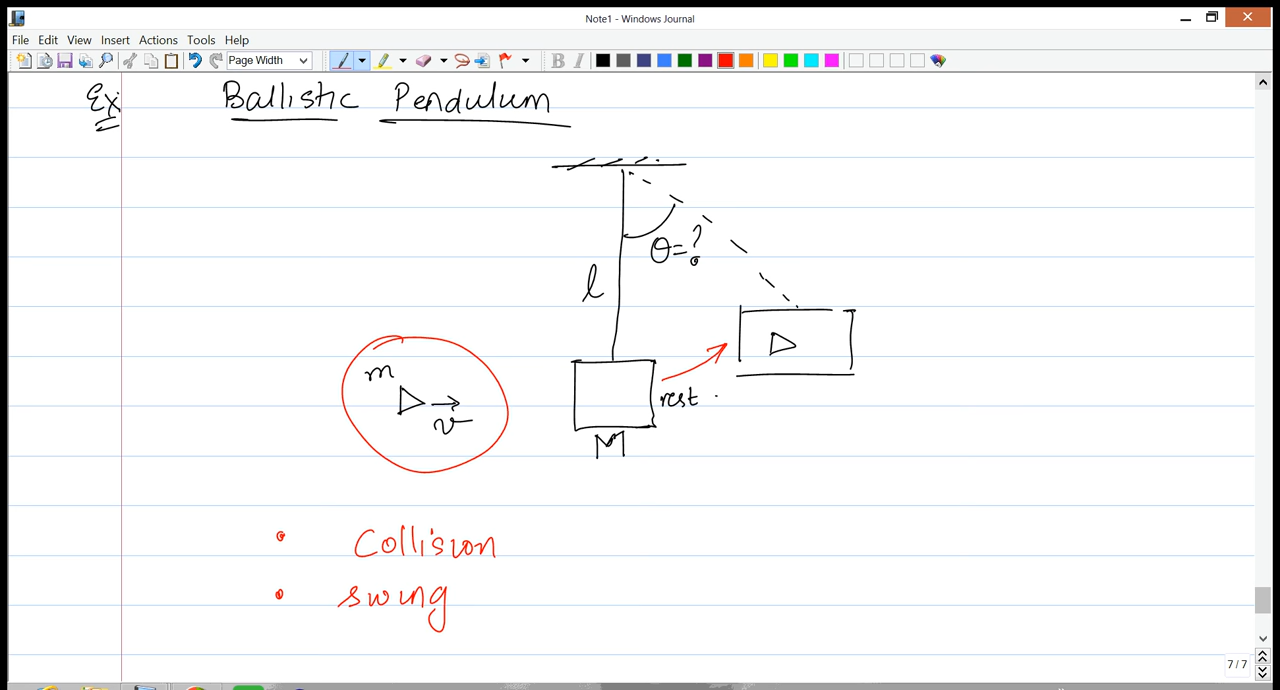 Note1 - Windows Journal
File Edit View Insert Actions Tools Help
Page Width
B I
Ex
Ballistic Pendulum
θ=?
l
m
v
rest
M
• Collision
• swing
7 / 7